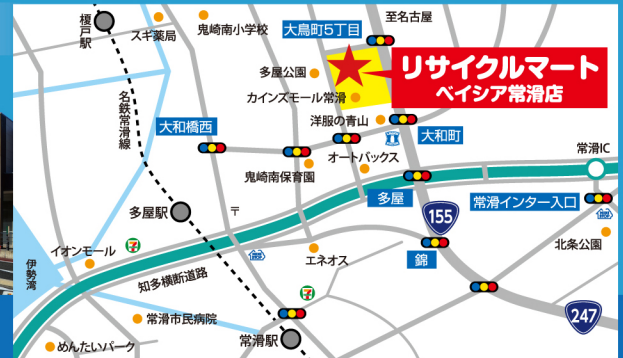 至名古屋
榎戸駅
スギ薬局
鬼崎南小学校
大鳥町5丁目
リサイクルマート
ベイシア常滑店
多屋公園
カインズモール常滑
名鉄常滑線
洋服の青山
大和橋西
大和町
オートバックス
鬼崎南保育園
常滑IC
多屋
常滑インター入口
多屋駅
〒
155
北条公園
イオンモール
7
エネオス
錦
伊勢湾
知多横断道路
7
常滑市民病院
常滑駅
247
めんたいパーク